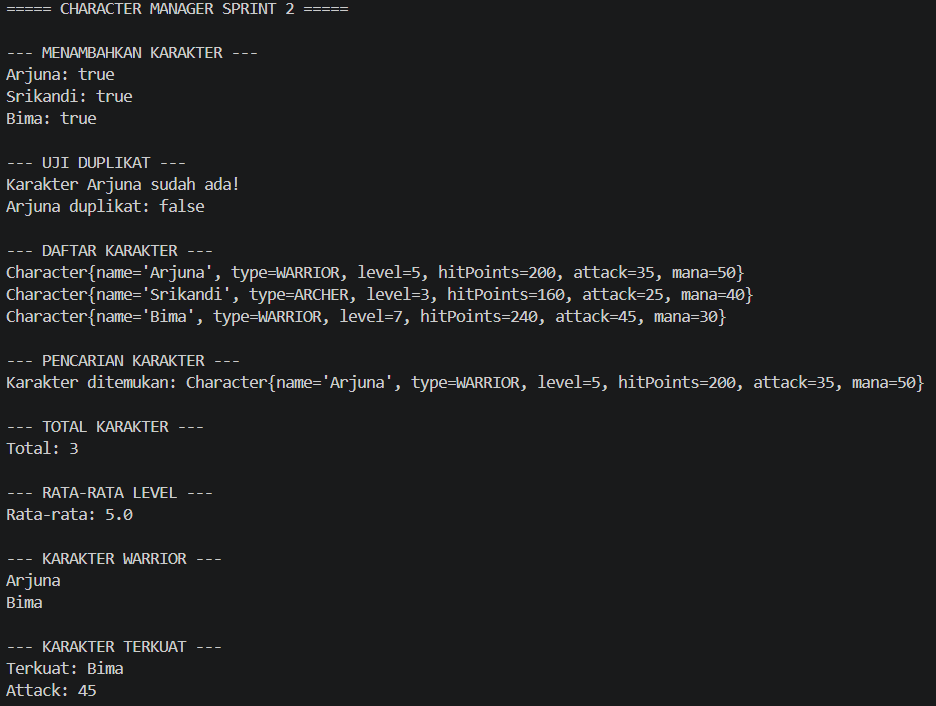 ===== CHARACTER MANAGER SPRINT 2 =====
--- MENAMBAHKAN KARAKTER ---
Arjuna: true
Srikandi: true
Bima: true
--- UJI DUPLIKAT ---
Karakter Arjuna sudah ada!
Arjuna duplikat: false
--- DAFTAR KARAKTER ---
Character{name='Arjuna', type=WARRIOR, level=5, hitPoints=200, attack=35, mana=50}
Character{name='Srikandi', type=ARCHER, level=3, hitPoints=160, attack=25, mana=40}
Character{name='Bima', type=WARRIOR, level=7, hitPoints=240, attack=45, mana=30}
--- PENCARIAN KARAKTER ---
Karakter ditemukan: Character{name='Arjuna', type=WARRIOR, level=5, hitPoints=200, attack=35, mana=50}
--- TOTAL KARAKTER ---
Total: 3
--- RATA-RATA LEVEL ---
Rata-rata: 5.0
--- KARAKTER WARRIOR ---
Arjuna
Bima
--- KARAKTER TERKUAT ---
Terkuat: Bima
Attack: 45